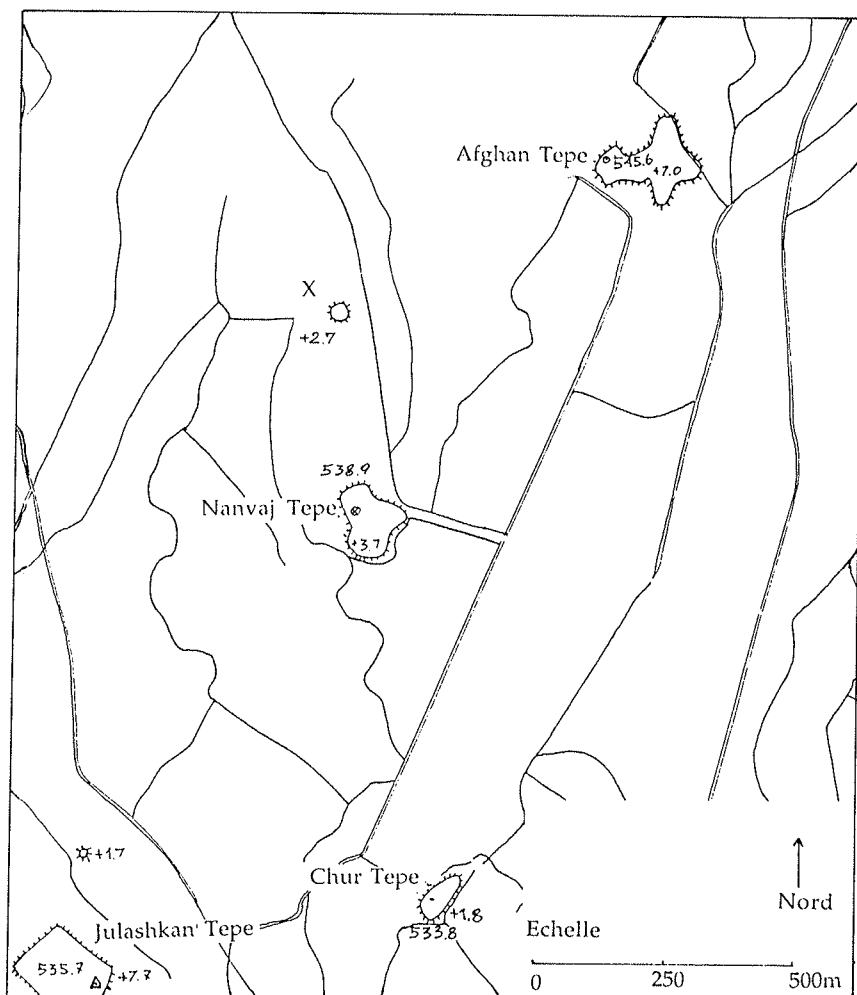 Afghan Tepe
545.6
+7.0
X
+2.7
538.9
Nanvaj Tepe
+3.7
+1.7
Chur Tepe
+1.8
533.8
Julashkan Tepe
535.7
+7.7
Nord
Echelle
0 250 500m